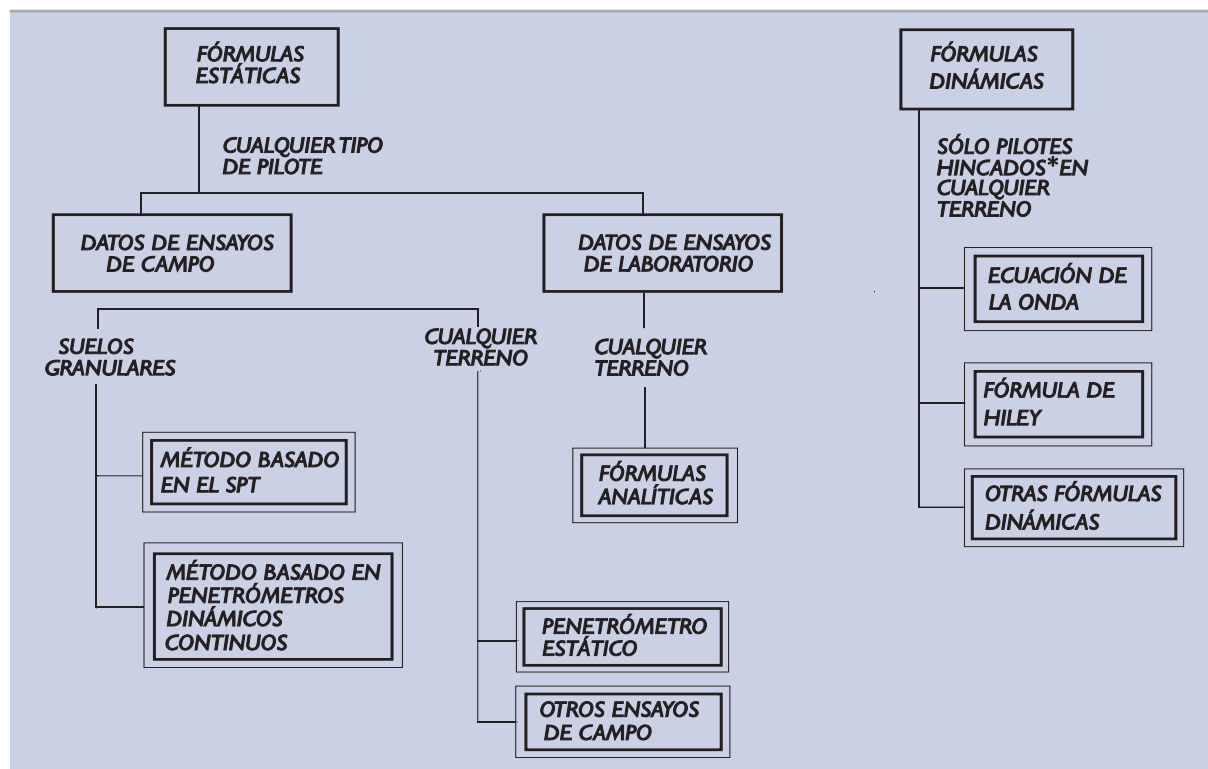 FÓRMULAS
ESTÁTICAS
CUALQUIER TIPO
DE PILOTE
DATOS DE ENSAYOS
DE CAMPO
DATOS DE ENSAYOS
DE LABORATORIO
SUELOS
GRANULARES
CUALQUIER
TERRENO
CUALQUIER
TERRENO
MÉTODO BASADO
EN EL SPT
MÉTODO BASADO EN
PENETRÓMETROS
DINÁMICOS
CONTINUOS
FÓRMULAS
ANALÍTICAS
PENETRÓMETRO
ESTÁTICO
OTROS ENSAYOS
DE CAMPO
FÓRMULAS
DINÁMICAS
SÓLO PILOTES
HINCADOS* EN
CUALQUIER
TERRENO
ECUACIÓN DE
LA ONDA
FÓRMULA DE
HILEY
OTRAS FÓRMULAS
DINÁMICAS